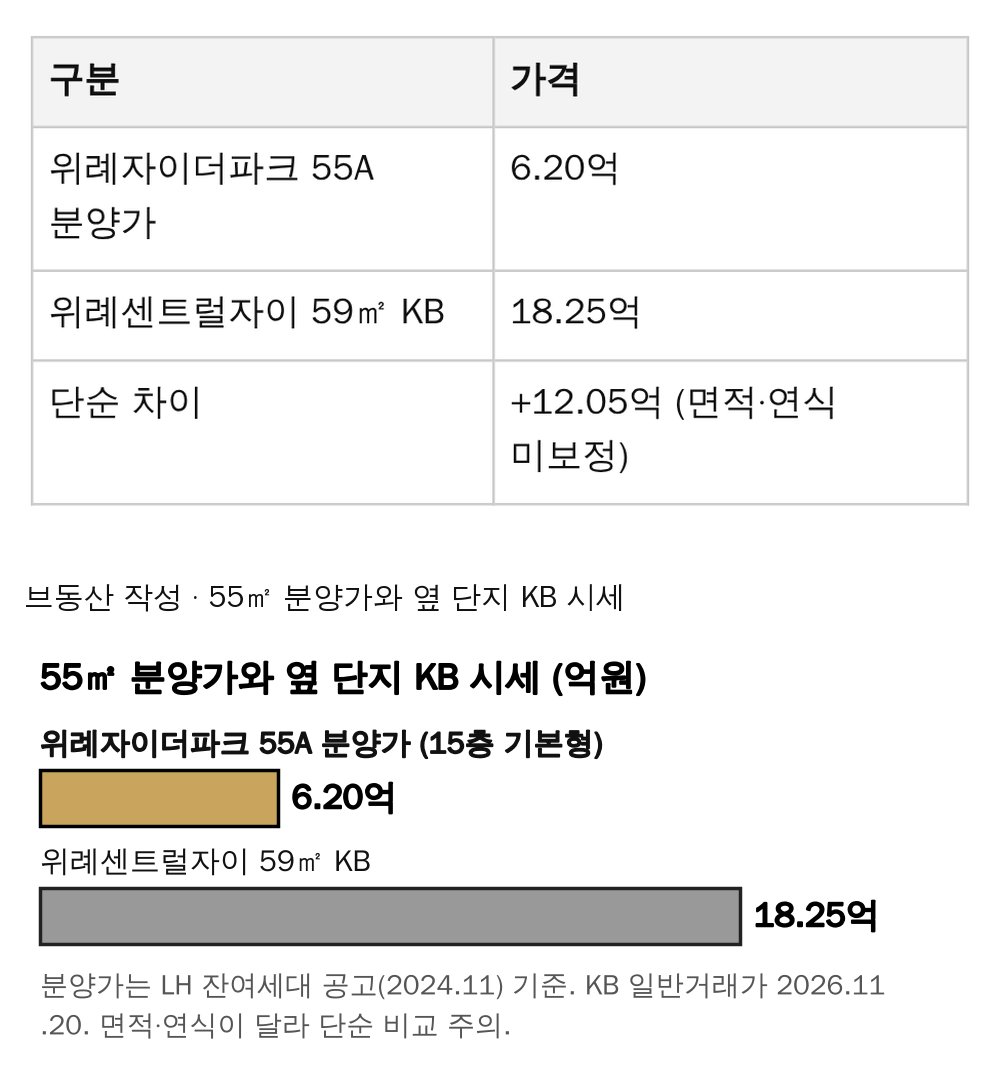 구분
가격
위례자이더파크 55A
분양가
6.20억
위례센트럴자이 59㎡ KB
18.25억
단순 차이
+12.05억 (면적·연식
미보정)
브동산 작성 · 55㎡ 분양가와 옆 단지 KB 시세
55㎡ 분양가와 옆 단지 KB 시세 (억원)
위례자이더파크 55A 분양가 (15층 기본형)
6.20억
위례센트럴자이 59㎡ KB
18.25억
분양가는 LH 잔여세대 공고(2024.11) 기준. KB 일반거래가 2026.11
.20. 면적·연식이 달라 단순 비교 주의.